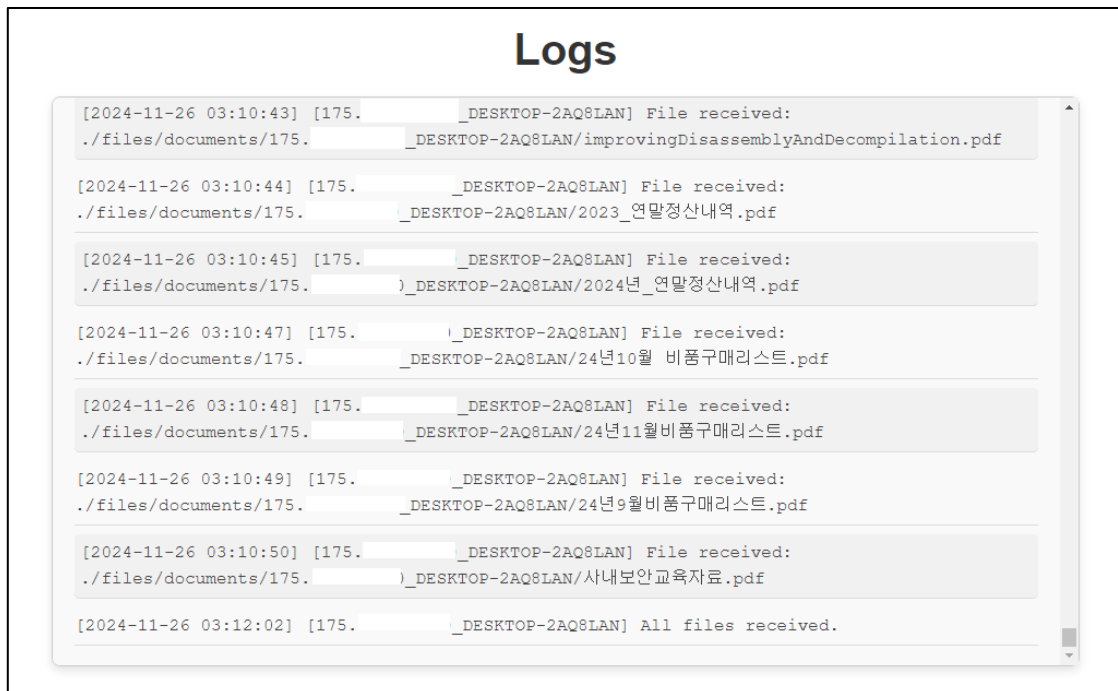 Logs
[2024-11-26 03:10:43] [175. _DESKTOP-2AQ8LAN] File received:
./files/documents/175. _DESKTOP-2AQ8LAN/improvingDisassemblyAndDecompilation.pdf
[2024-11-26 03:10:44] [175. _DESKTOP-2AQ8LAN] File received:
./files/documents/175. _DESKTOP-2AQ8LAN/2023_연말정산내역.pdf
[2024-11-26 03:10:45] [175. _DESKTOP-2AQ8LAN] File received:
./files/documents/175. _DESKTOP-2AQ8LAN/2024년_연말정산내역.pdf
[2024-11-26 03:10:47] [175. _DESKTOP-2AQ8LAN] File received:
./files/documents/175. _DESKTOP-2AQ8LAN/24년10월 비품구매리스트.pdf
[2024-11-26 03:10:48] [175. _DESKTOP-2AQ8LAN] File received:
./files/documents/175. _DESKTOP-2AQ8LAN/24년11월비품구매리스트.pdf
[2024-11-26 03:10:49] [175. _DESKTOP-2AQ8LAN] File received:
./files/documents/175. _DESKTOP-2AQ8LAN/24년9월비품구매리스트.pdf
[2024-11-26 03:10:50] [175. _DESKTOP-2AQ8LAN] File received:
./files/documents/175. _DESKTOP-2AQ8LAN/사내보안교육자료.pdf
[2024-11-26 03:12:02] [175. _DESKTOP-2AQ8LAN] All files received.